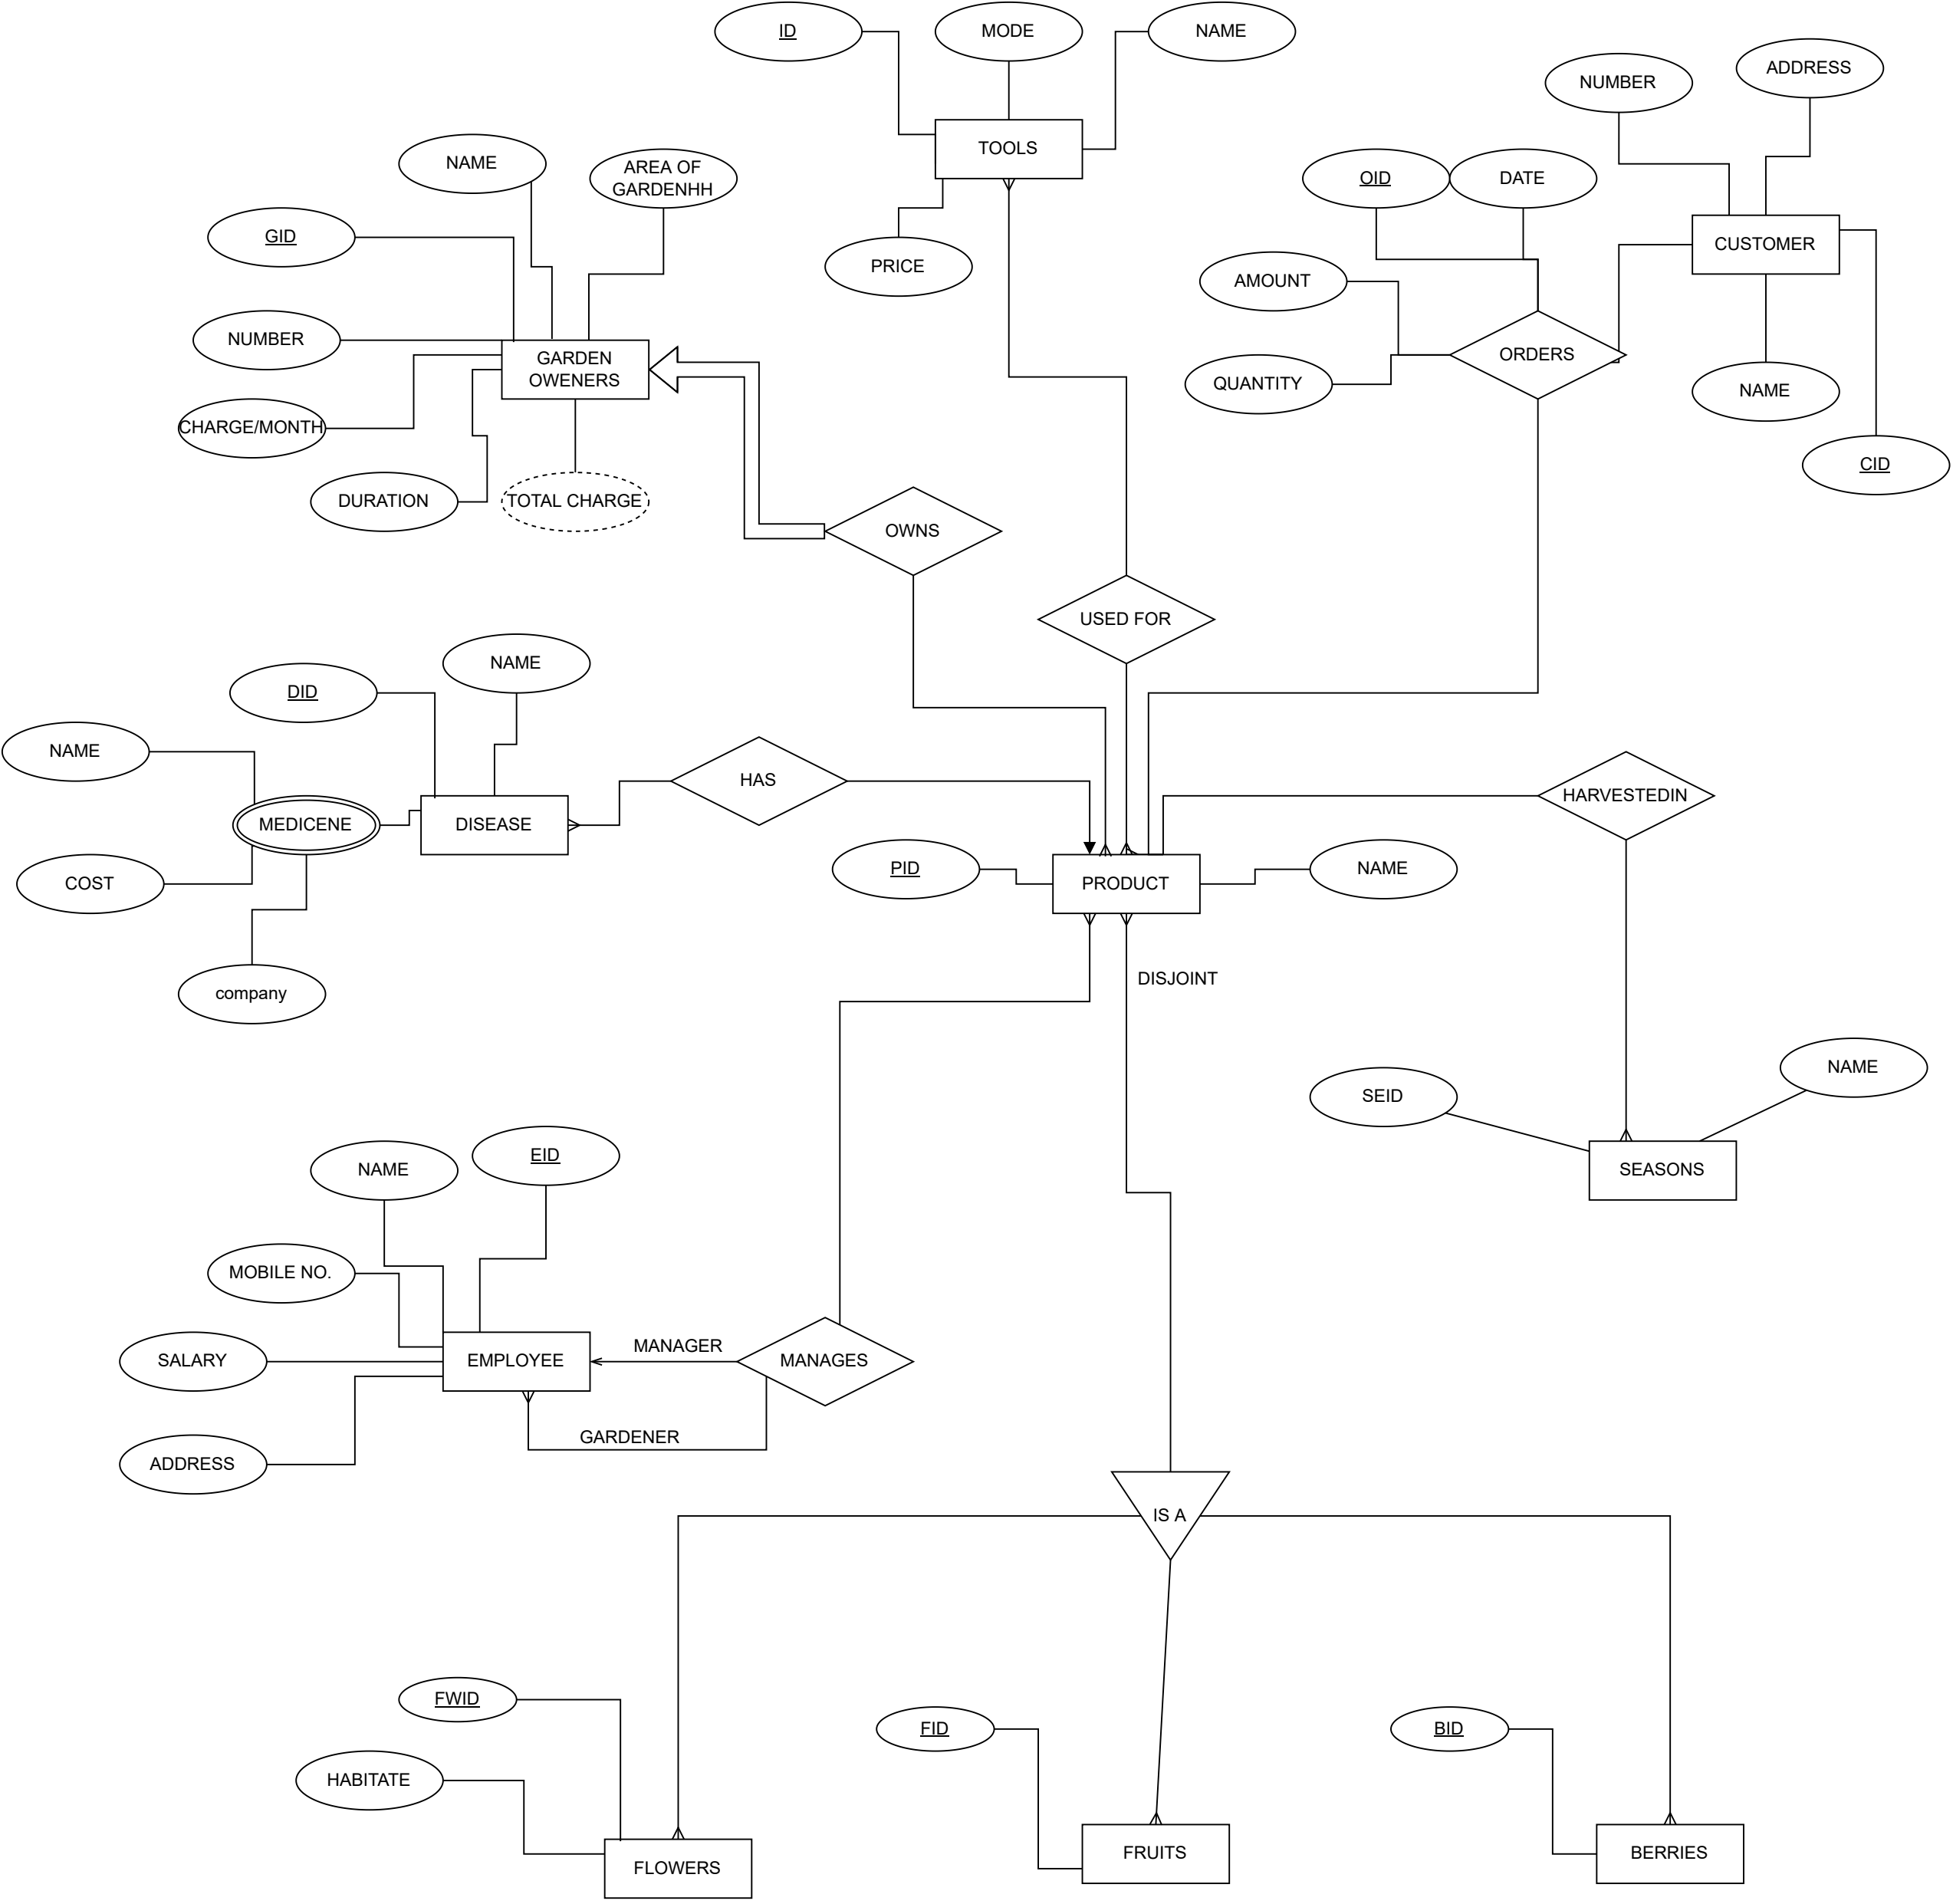 ID
MODE
NAME
NUMBER
ADDRESS
TOOLS
NAME
AREA OF
GARDENHH
OID
DATE
GID
CUSTOMER
PRICE
AMOUNT
NUMBER
GARDEN
OWENERS
ORDERS
QUANTITY
NAME
CHARGE/MONTH
CID
DURATION
TOTAL CHARGE
OWNS
USED FOR
NAME
DID
NAME
HAS
HARVESTEDIN
MEDICENE
DISEASE
COST
PID
PRODUCT
NAME
DISJOINT
company
NAME
SEID
NAME
EID
SEASONS
MOBILE NO.
MANAGER
SALARY
EMPLOYEE
MANAGES
GARDENER
ADDRESS
IS A
FWID
FID
BID
HABITATE
FLOWERS
FRUITS
BERRIES